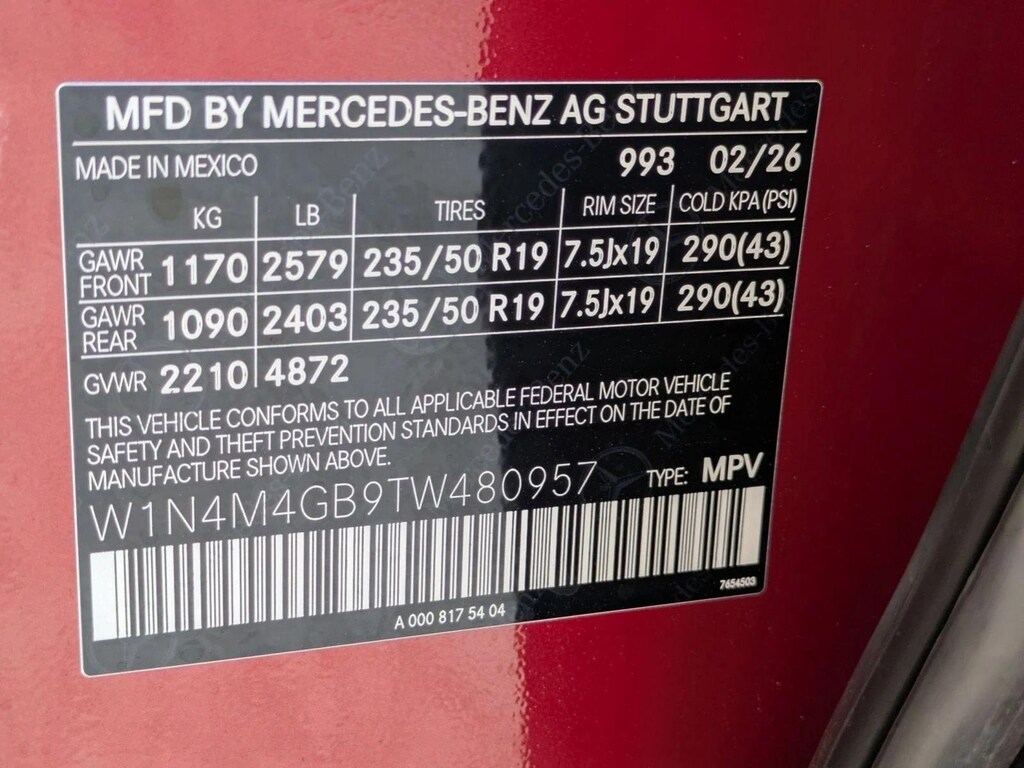 MFD BY MERCEDES-BENZ AG STUTTGART
MADE IN MEXICO 993 02/26
KG LB TIRES RIM SIZE COLD KPA (PSI)
GAWR FRONT 1170 2579 235/50 R19 7.5Jx19 290(43)
GAWR REAR 1090 2403 235/50 R19 7.5Jx19 290(43)
GVWR 2210 4872
THIS VEHICLE CONFORMS TO ALL APPLICABLE FEDERAL MOTOR VEHICLE
SAFETY AND THEFT PREVENTION STANDARDS IN EFFECT ON THE DATE OF
MANUFACTURE SHOWN ABOVE.
W1N4M4GB9TW480957 TYPE: MPV
7654503
A 000 817 54 04